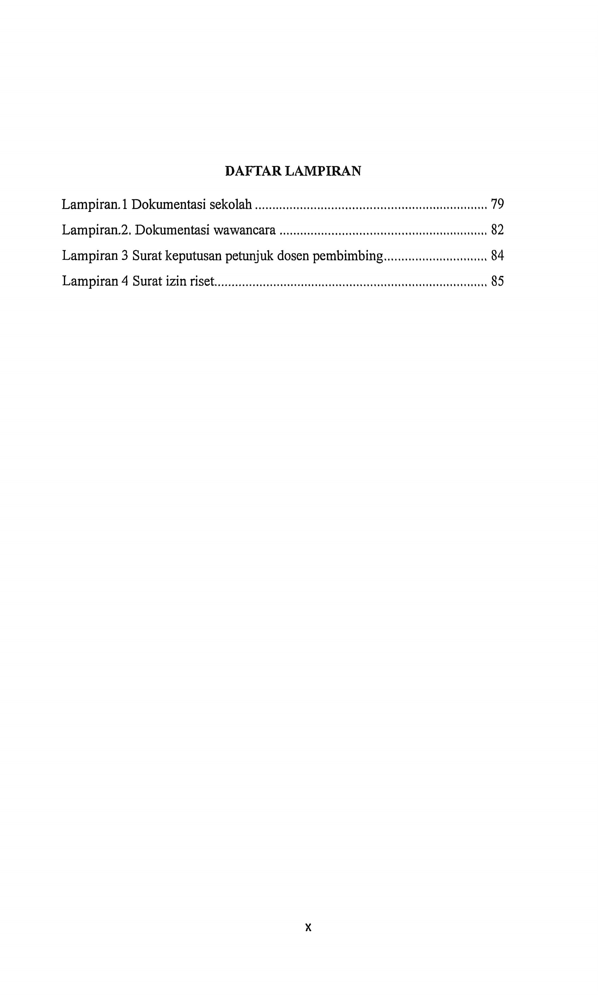 DAFTAR LAMPIRAN
Lampiran.1 Dokumentasi sekolah .................................................................. 79
Lampiran.2. Dokumentasi wawancara ........................................................... 82
Lampiran 3 Surat keputusan petunjuk dosen pembimbing............................. 84
Lampiran 4 Surat izin riset.............................................................................. 85
x